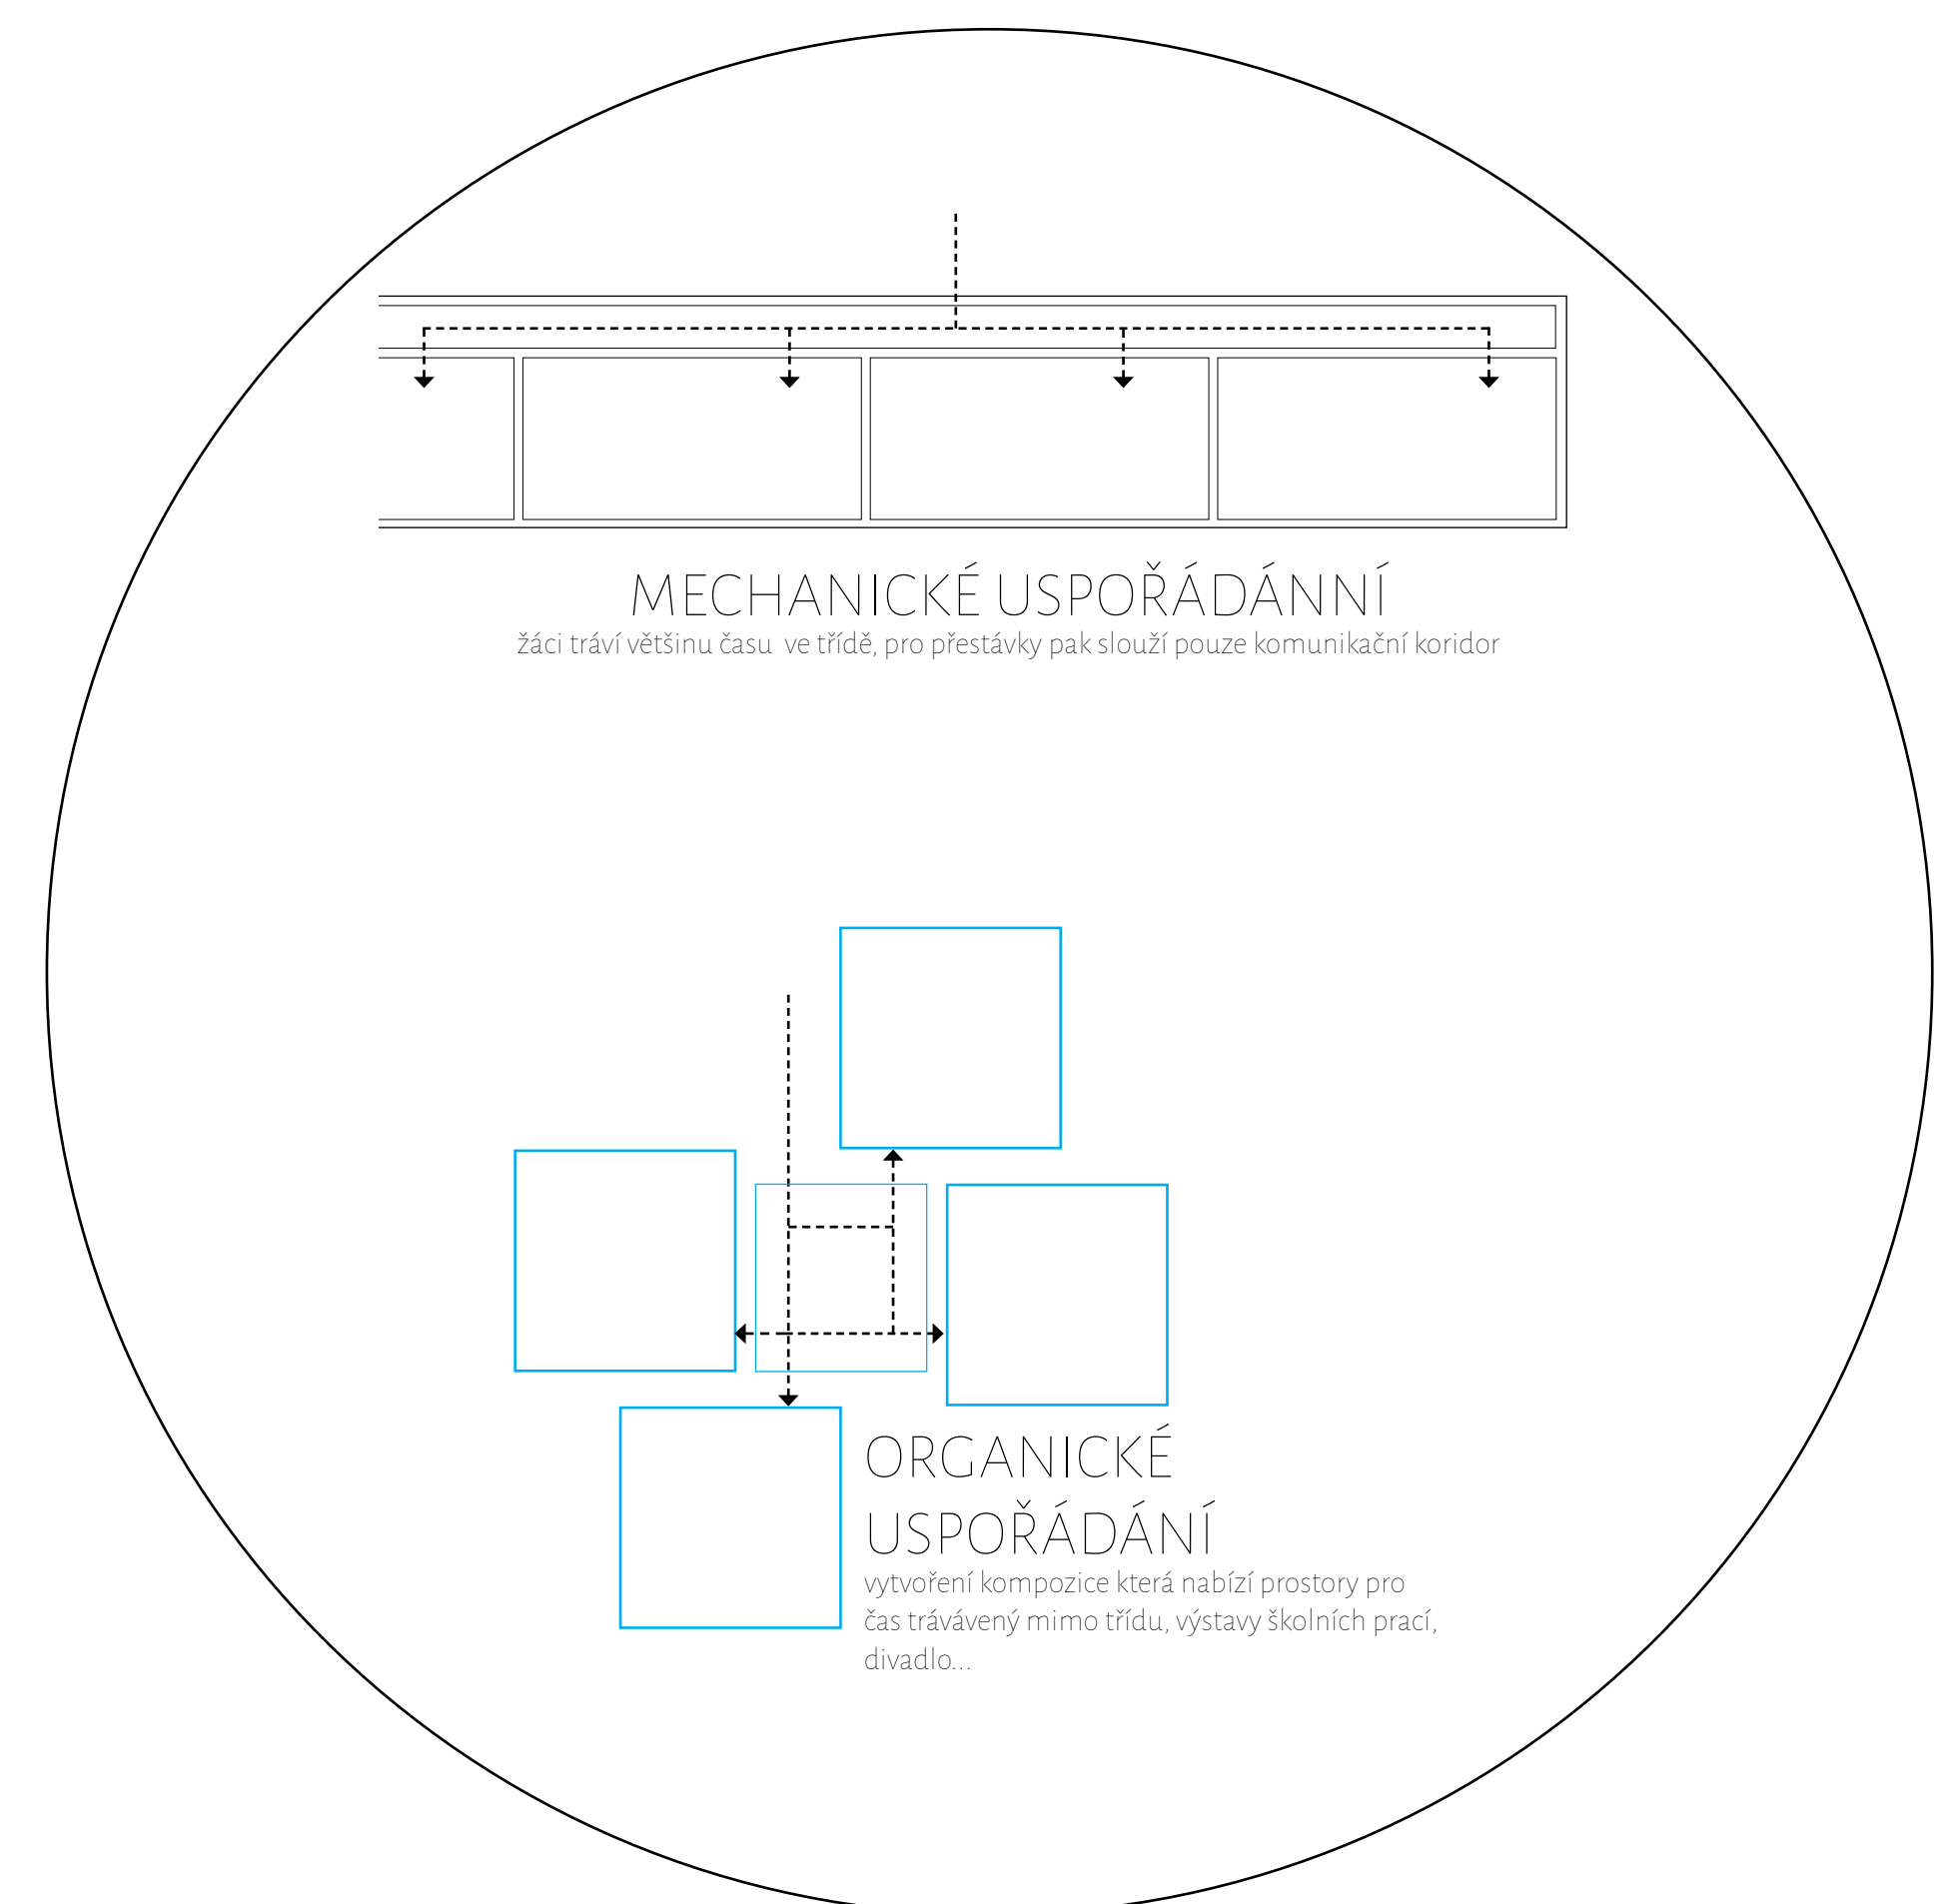 MECHANICKÉ USPOŘÁDÁNNÍ
žáci tráví většinu času  ve třídě, pro přestávky pak slouží pouze komunikační koridor
ORGANICKÉ
USPOŘÁDÁNÍ
vytvoření kompozice která nabízí prostory pro
čas trávávený mimo třídu, výstavy školních prací,
divadlo...